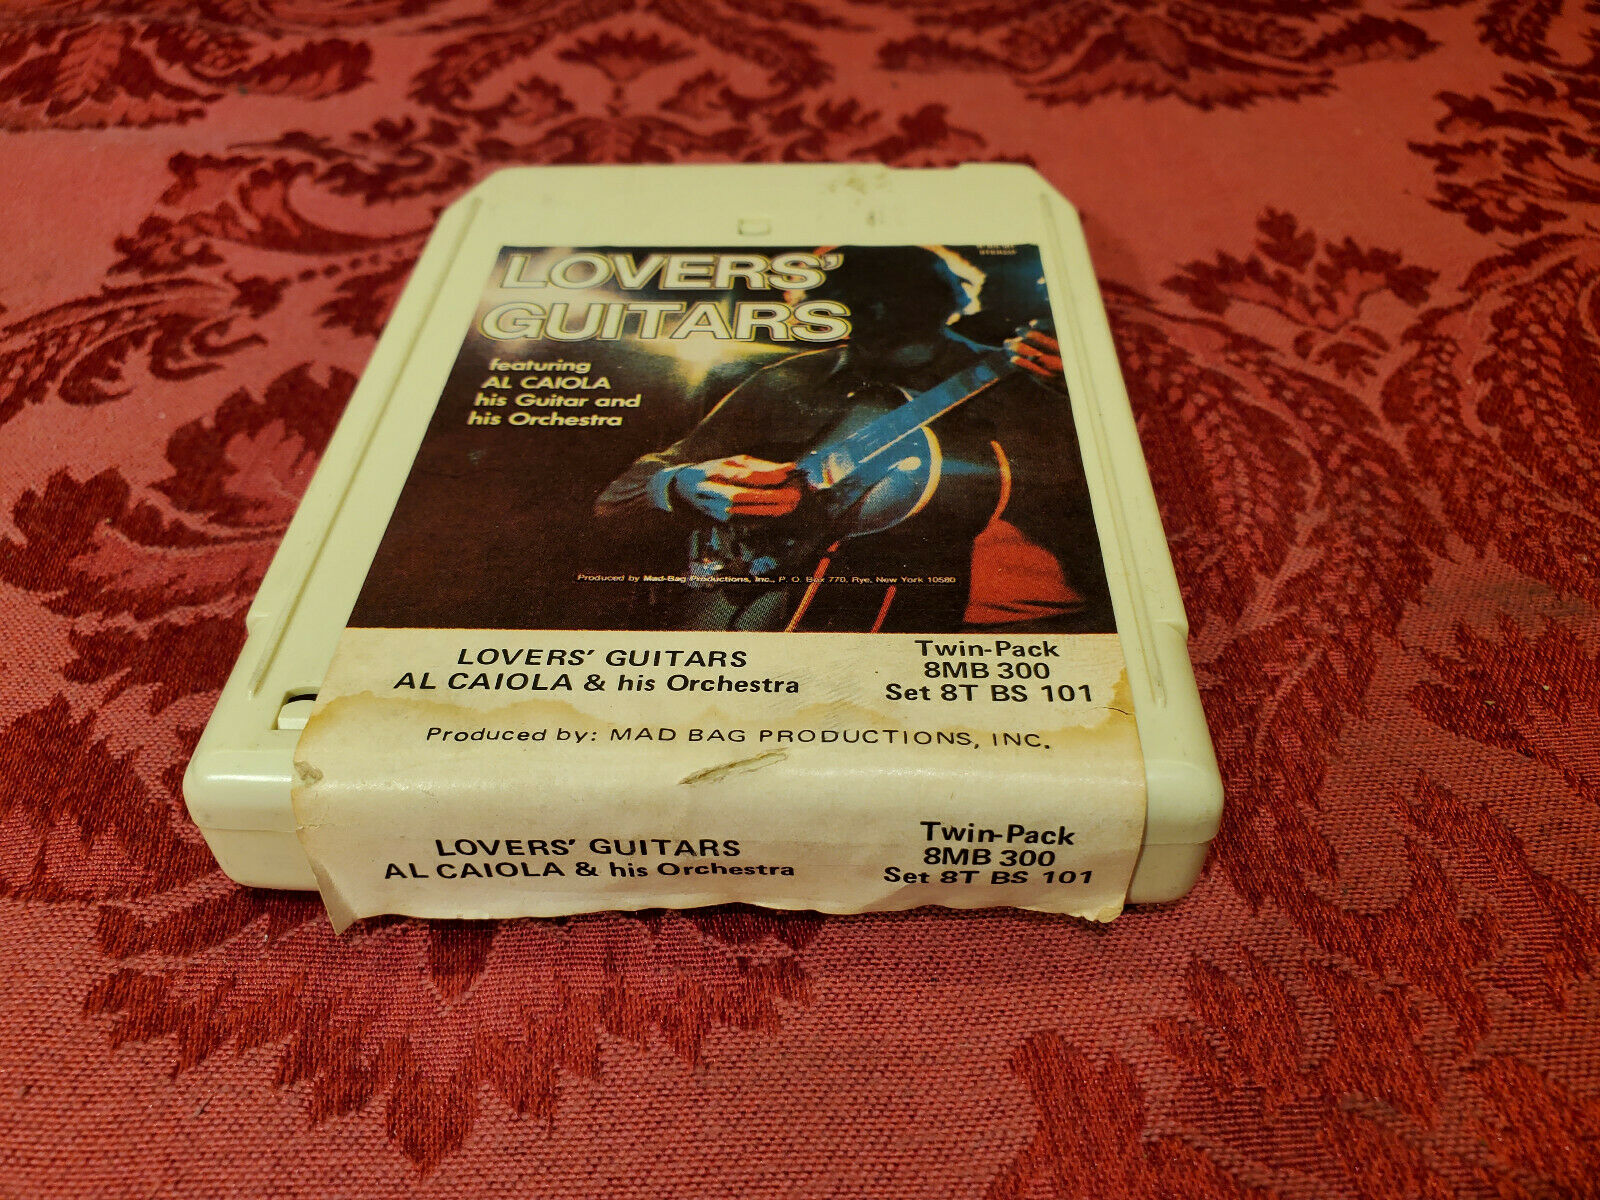 STEREO
LOVERS'
GUITARS
featuring
AL CAIOLA
his Guitar and
his Orchestra
Produced by Mad-Bag Productions, Inc., P. O. Box 770, Rye, New York 10580
LOVERS' GUITARS
AL CAIOLA & his Orchestra
Twin-Pack
8MB 300
Set 8T BS 101
Produced by: MAD BAG PRODUCTIONS, INC.
LOVERS' GUITARS
AL CAIOLA & his Orchestra
Twin-Pack
8MB 300
Set 8T BS 101